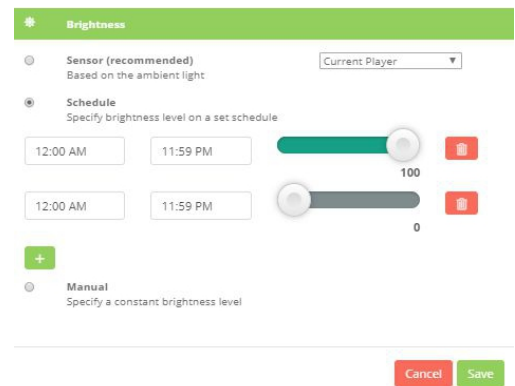 Brightness
Sensor (recommended)
Current Player
Based on the ambient light
Schedule
Specify brightness level on a set schedule
12:00 AM 11:59 PM
100
12:00 AM 11:59 PM
0
+
Manual
Specify a constant brightness level
Cancel Save